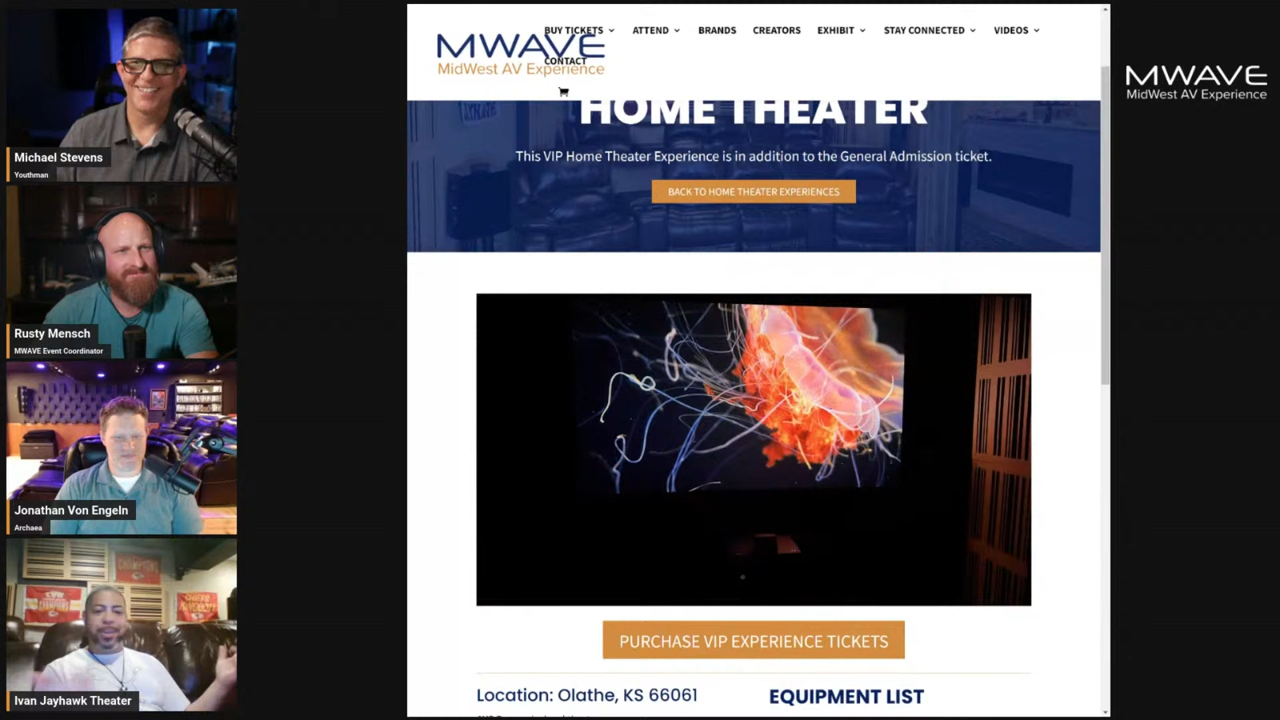 Michael Stevens
Youthman
Rusty Mensch
MWAVE Event Coordinator
Jonathan Von Engeln
Archaea
Ivan Jayhawk Theater
MWAVE
MidWest AV Experience
BUY TICKETS
ATTEND
BRANDS
CREATORS
EXHIBIT
STAY CONNECTED
VIDEOS
CONTACT
HOME THEATER
This VIP Home Theater Experience is in addition to the General Admission ticket.
BACK TO HOME THEATER EXPERIENCES
PURCHASE VIP EXPERIENCE TICKETS
Location: Olathe, KS 66061
EQUIPMENT LIST
MWAVE
MidWest AV Experience